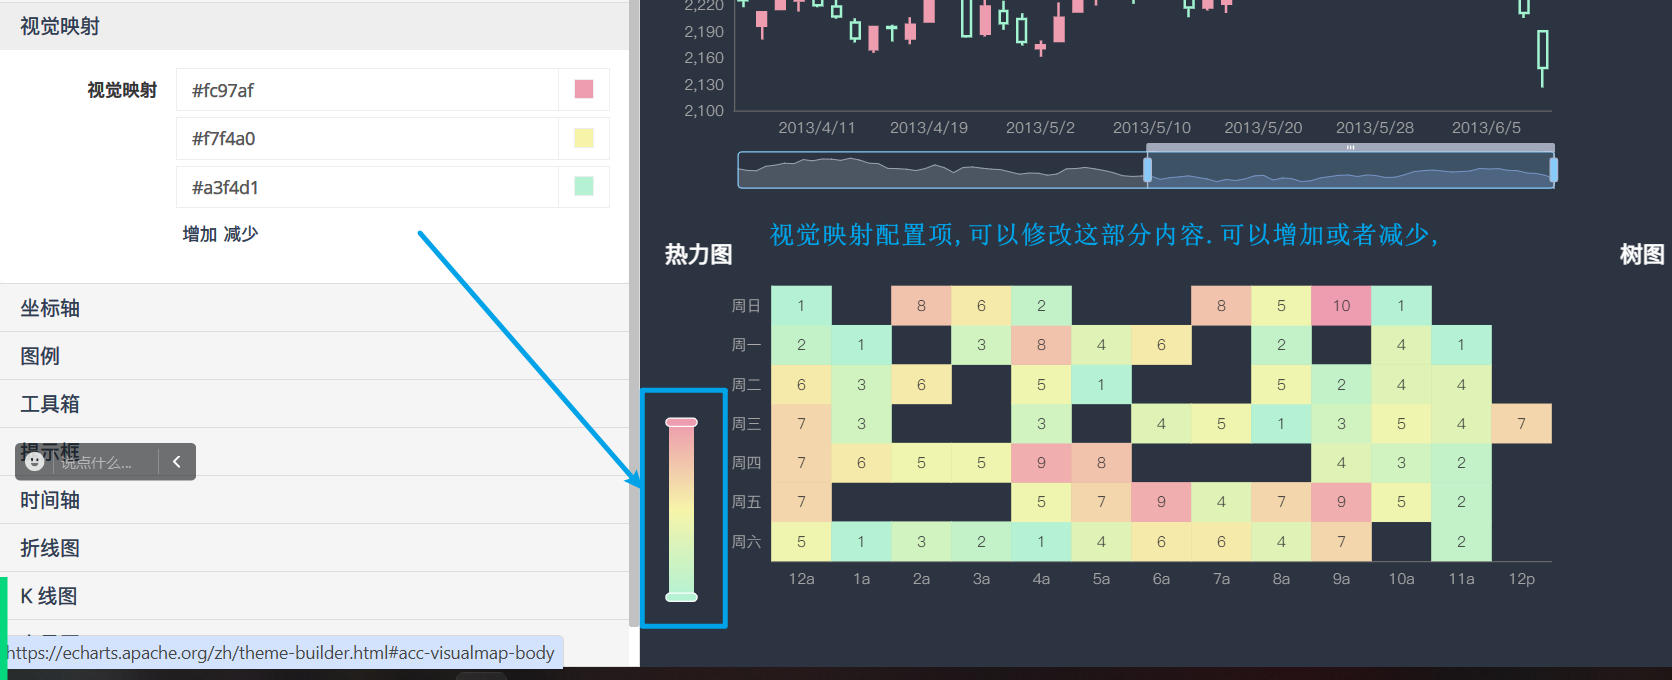 视觉映射
视觉映射
#fc97af
#f7f4a0
#a3f4d1
增加 减少
坐标轴
图例
工具箱
提示框
说点什么...
时间轴
折线图
K 线图
https://echarts.apache.org/zh/theme-builder.html#acc-visualmap-body
2,220
2,190
2,160
2,130
2,100
2013/4/11 2013/4/19 2013/5/2 2013/5/10 2013/5/20 2013/5/28 2013/6/5
视觉映射配置项,可以修改这部分内容.可以增加或者减少,
热力图
树图
周日 1 8 6 2 8 5 10 1
周一 2 1 3 8 4 6 2 4 1
周二 6 3 6 5 1 5 2 4 4
周三 7 3 3 4 5 1 3 5 4 7
周四 7 6 5 5 9 8 4 3 2
周五 7 5 7 9 4 7 9 5 2
周六 5 1 3 2 1 4 6 6 4 7 2
12a 1a 2a 3a 4a 5a 6a 7a 8a 9a 10a 11a 12p